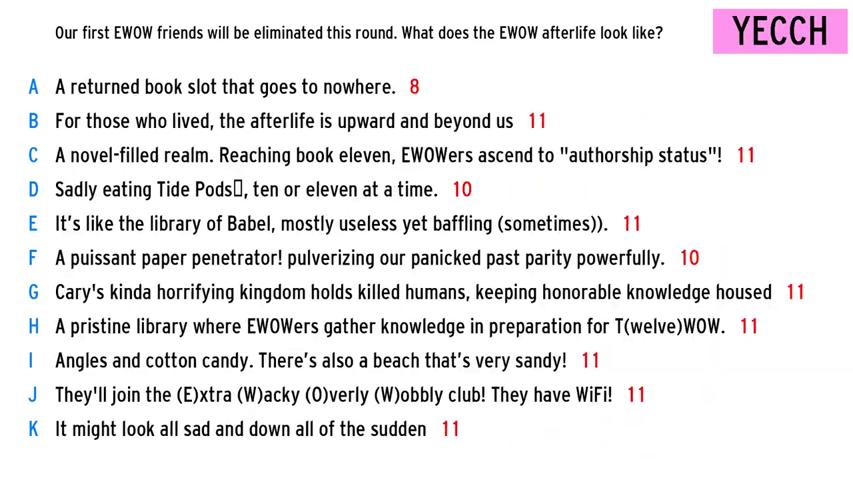 Our first EWOW friends will be eliminated this round. What does the EWOW afterlife look like?
YECCH
A A returned book slot that goes to nowhere. 8
B For those who lived, the afterlife is upward and beyond us 11
C A novel-filled realm. Reaching book eleven, EWOWers ascend to "authorship status"! 11
D Sadly eating Tide Pods▯, ten or eleven at a time. 10
E It's like the library of Babel, mostly useless yet baffling (sometimes)). 11
F A puissant paper penetrator! pulverizing our panicked past parity powerfully. 10
G Cary's kinda horrifying kingdom holds killed humans, keeping honorable knowledge housed 11
H A pristine library where EWOWers gather knowledge in preparation for T(welve)WOW. 11
I Angles and cotton candy. There's also a beach that's very sandy! 11
J They'll join the (E)xtra (W)acky (O)verly (W)obbly club! They have WiFi! 11
K It might look all sad and down all of the sudden 11